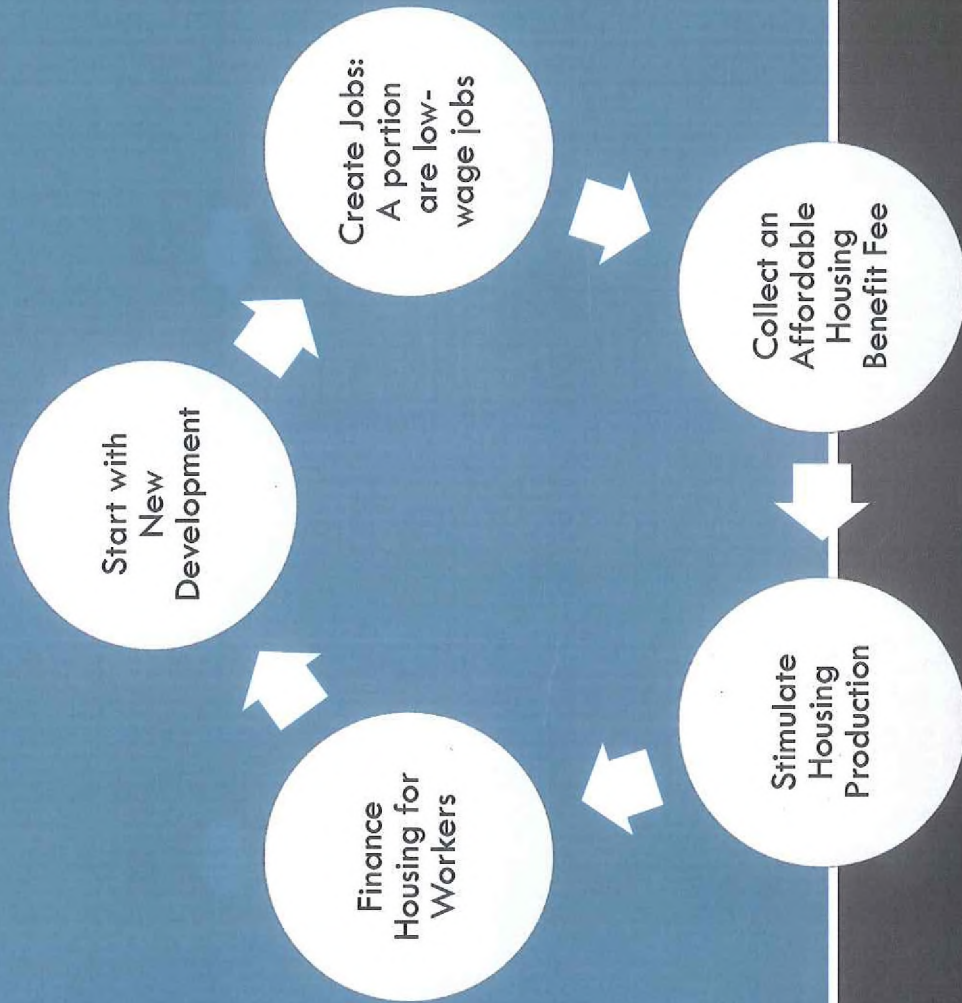 Start with
New
Development
Create Jobs:
A portion
are low-
wage jobs
Collect an
Affordable
Housing
Benefit Fee
Stimulate
Housing
Production
Finance
Housing for
Workers